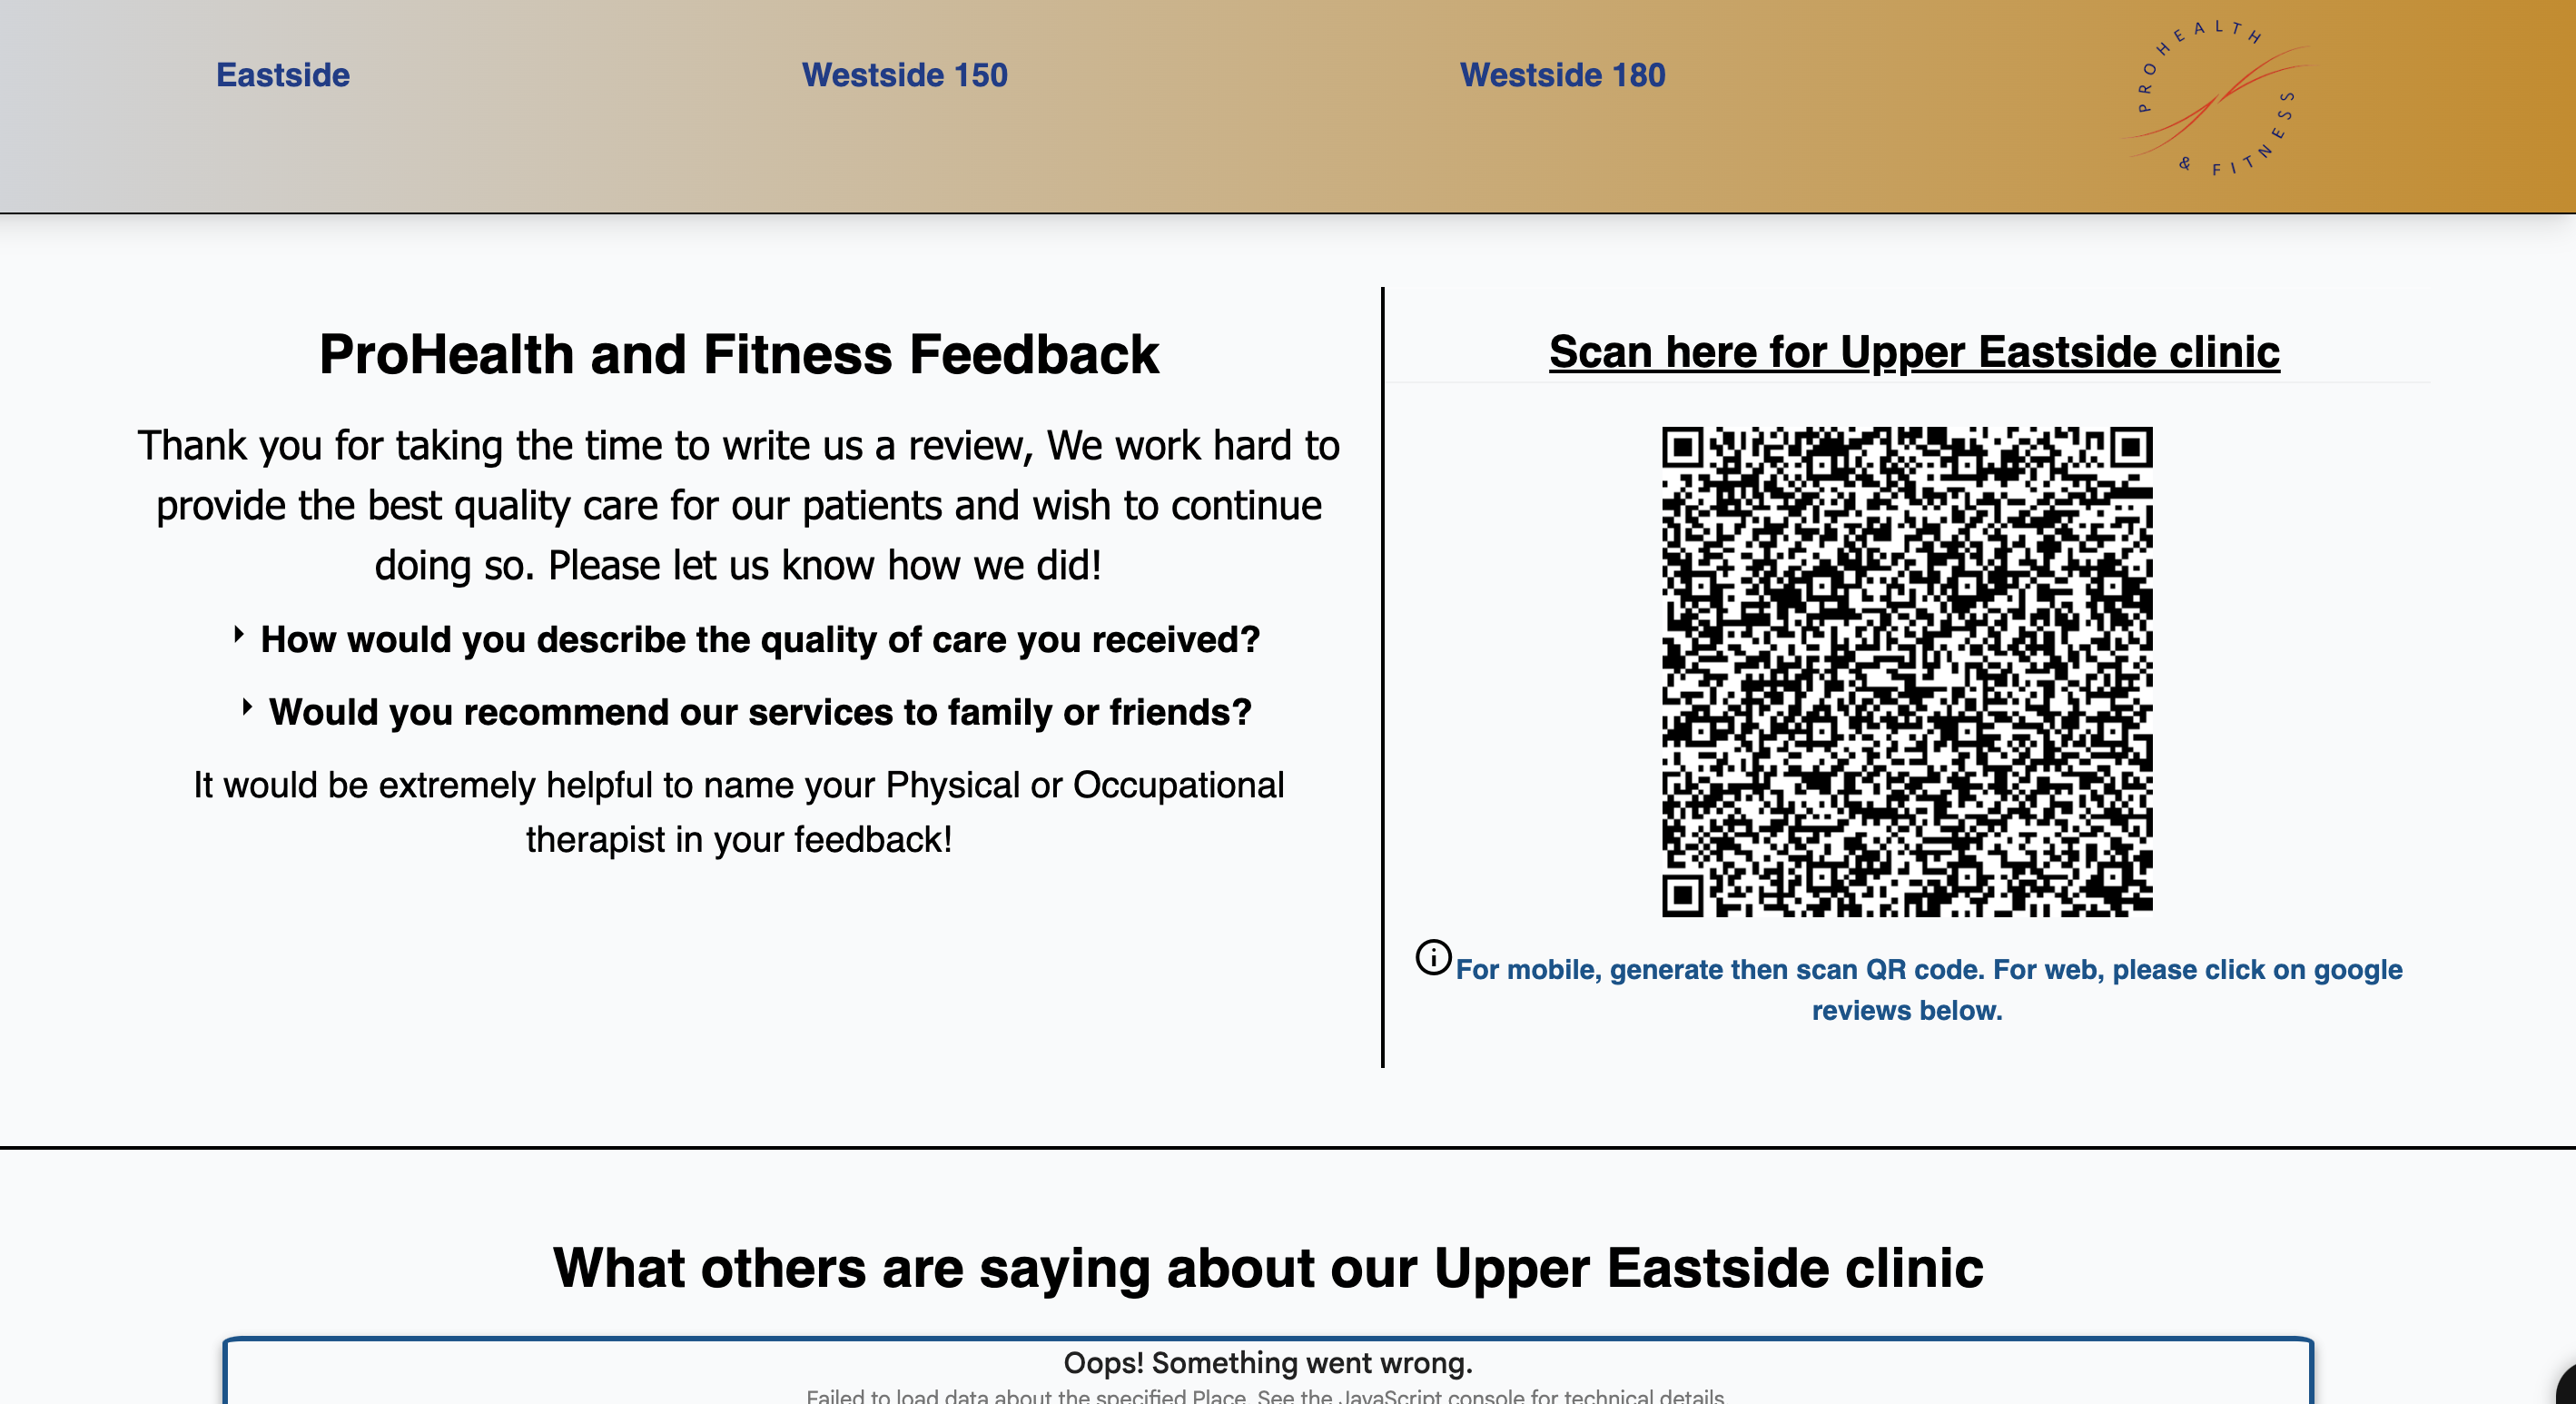 Eastside
Westside 150
Westside 180
PROHEALTH
& FITNESS
ProHealth and Fitness Feedback
Thank you for taking the time to write us a review, We work hard to
provide the best quality care for our patients and wish to continue
doing so. Please let us know how we did!
How would you describe the quality of care you received?
Would you recommend our services to family or friends?
It would be extremely helpful to name your Physical or Occupational
therapist in your feedback!
Scan here for Upper Eastside clinic
For mobile, generate then scan QR code. For web, please click on google
reviews below.
What others are saying about our Upper Eastside clinic
Oops! Something went wrong.
Failed to load data about the specified Place. See the JavaScript console for technical details